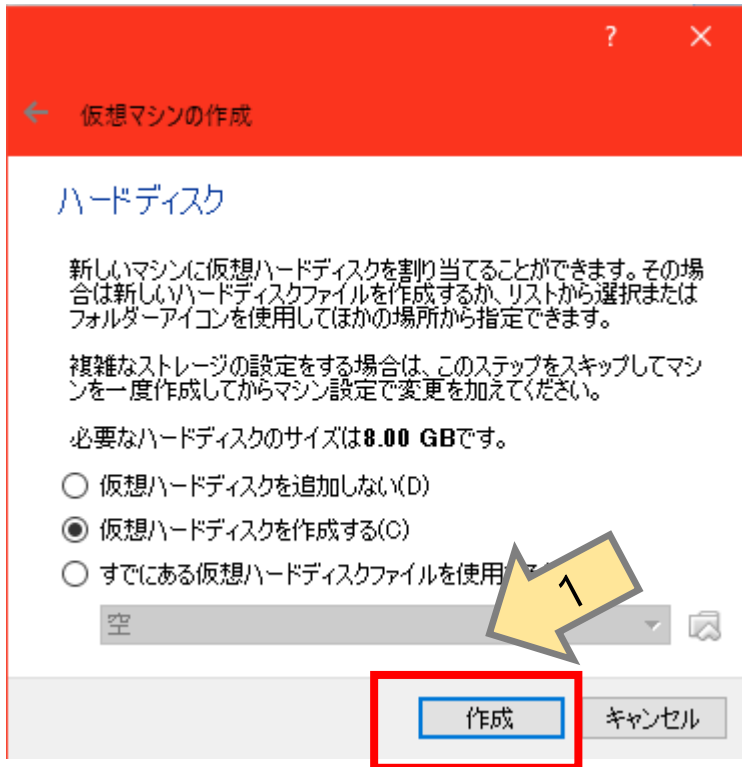 ?
仮想マシンの作成
ハードディスク
新しいマシンに仮想ハードディスクを割り当てることができます。その場
合は新しいハードディスクファイルを作成するか、リストから選択または
フォルダーアイコンを使用してほかの場所から指定できます。
複雑なストレージの設定をする場合は、このステップをスキップしてマシ
ンを一度作成してからマシン設定で変更を加えてください。
必要なハードディスクのサイズは8.00 GBです。
仮想ハードディスクを追加しない(D)
仮想ハードディスクを作成する(C)
すでにある仮想ハードディスクファイルを使用
1
空
作成
キャンセル